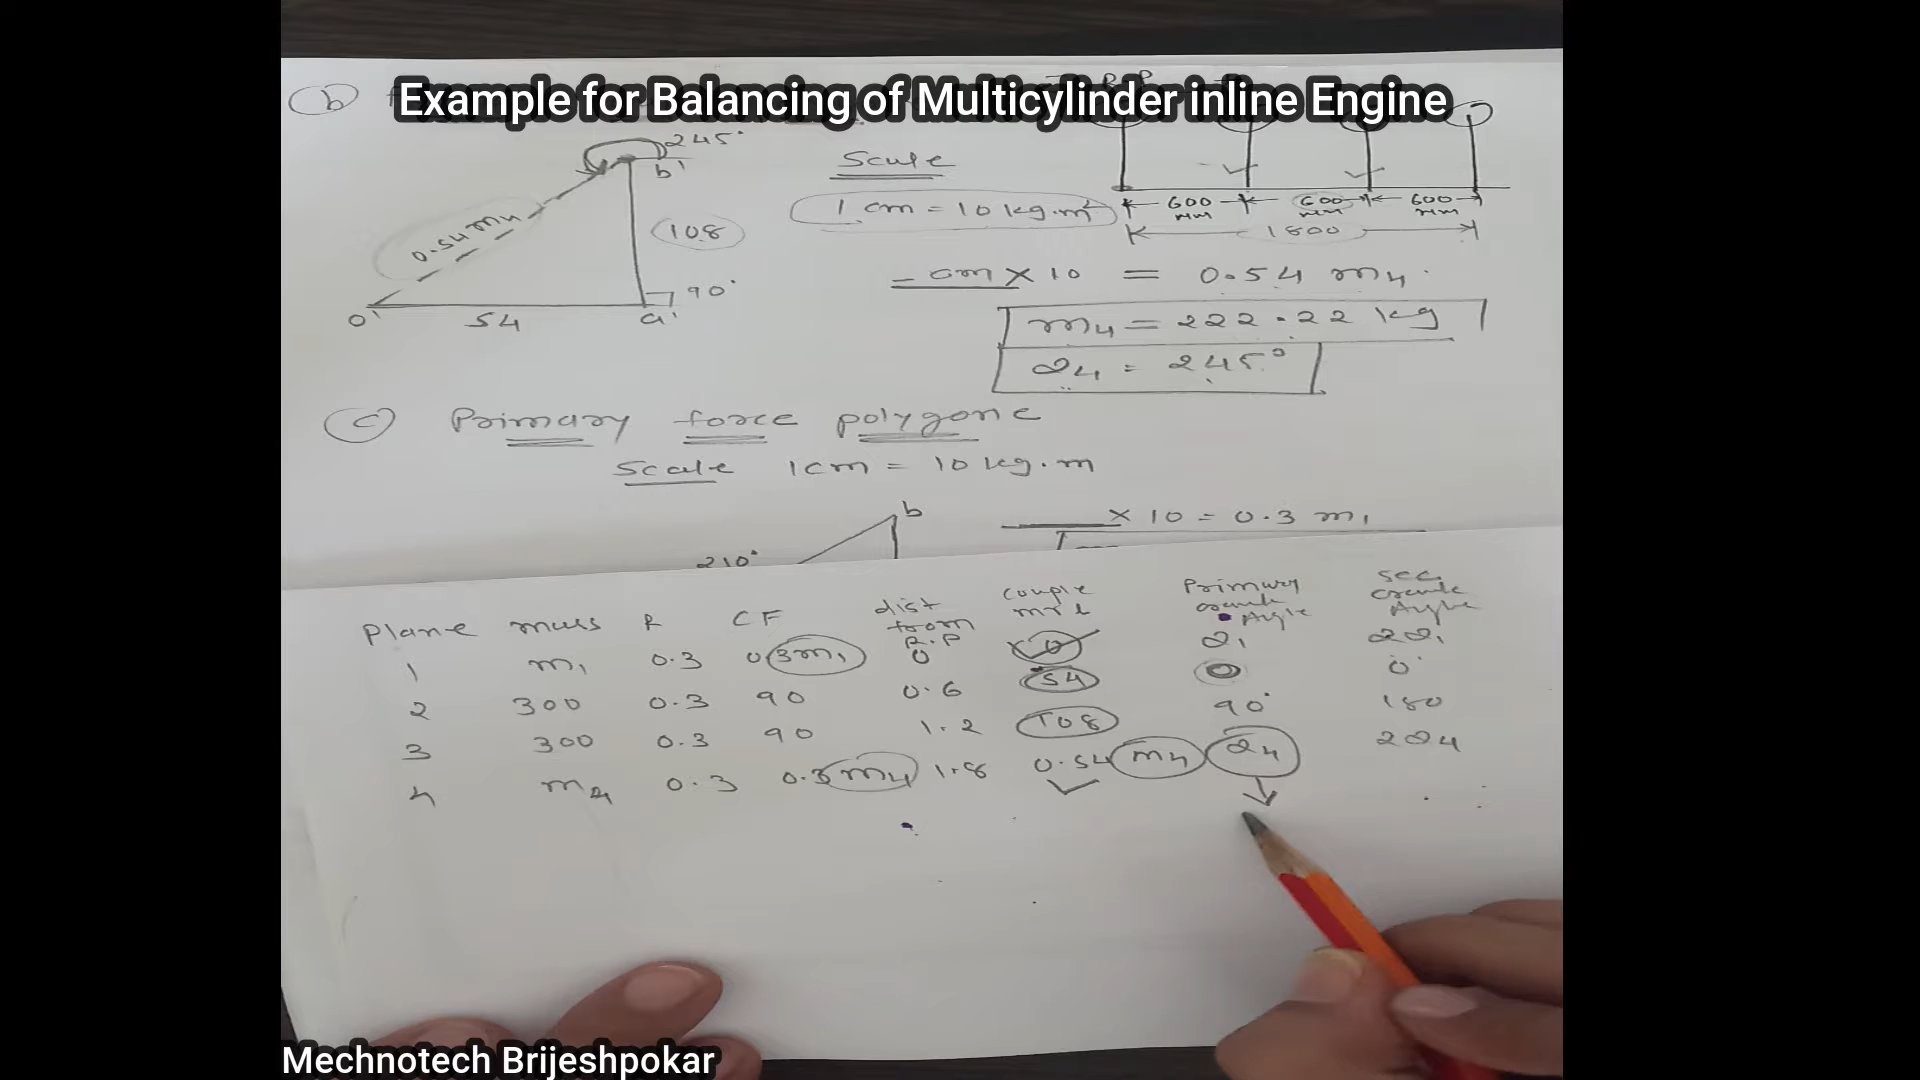 Example for Balancing of Multicylinder inline Engine
b
245°
b'
0.54 m4
108
90°
o' 54 a'
Scale
1 cm = 10 kg.m²
600 mm 600 mm 600 mm
1800
_ cm × 10 = 0.54 m4
m4 = 222.22 kg
θ4 = 245°
c Primary force polygone
Scale 1cm = 10 kg.m
b
× 10 = 0.3 m1
210°
Plane mass R CF dist from R.P couple mrl Primary crank Angle Sec crank Angle
1 m1 0.3 0.3m1 0 0 θ1 2θ1
2 300 0.3 90 0.6 54 0 0°
3 300 0.3 90 1.2 108 90° 180
4 m4 0.3 0.3m4 1.8 0.54 m4 θ4 2θ4
Mechnotech Brijeshpokar